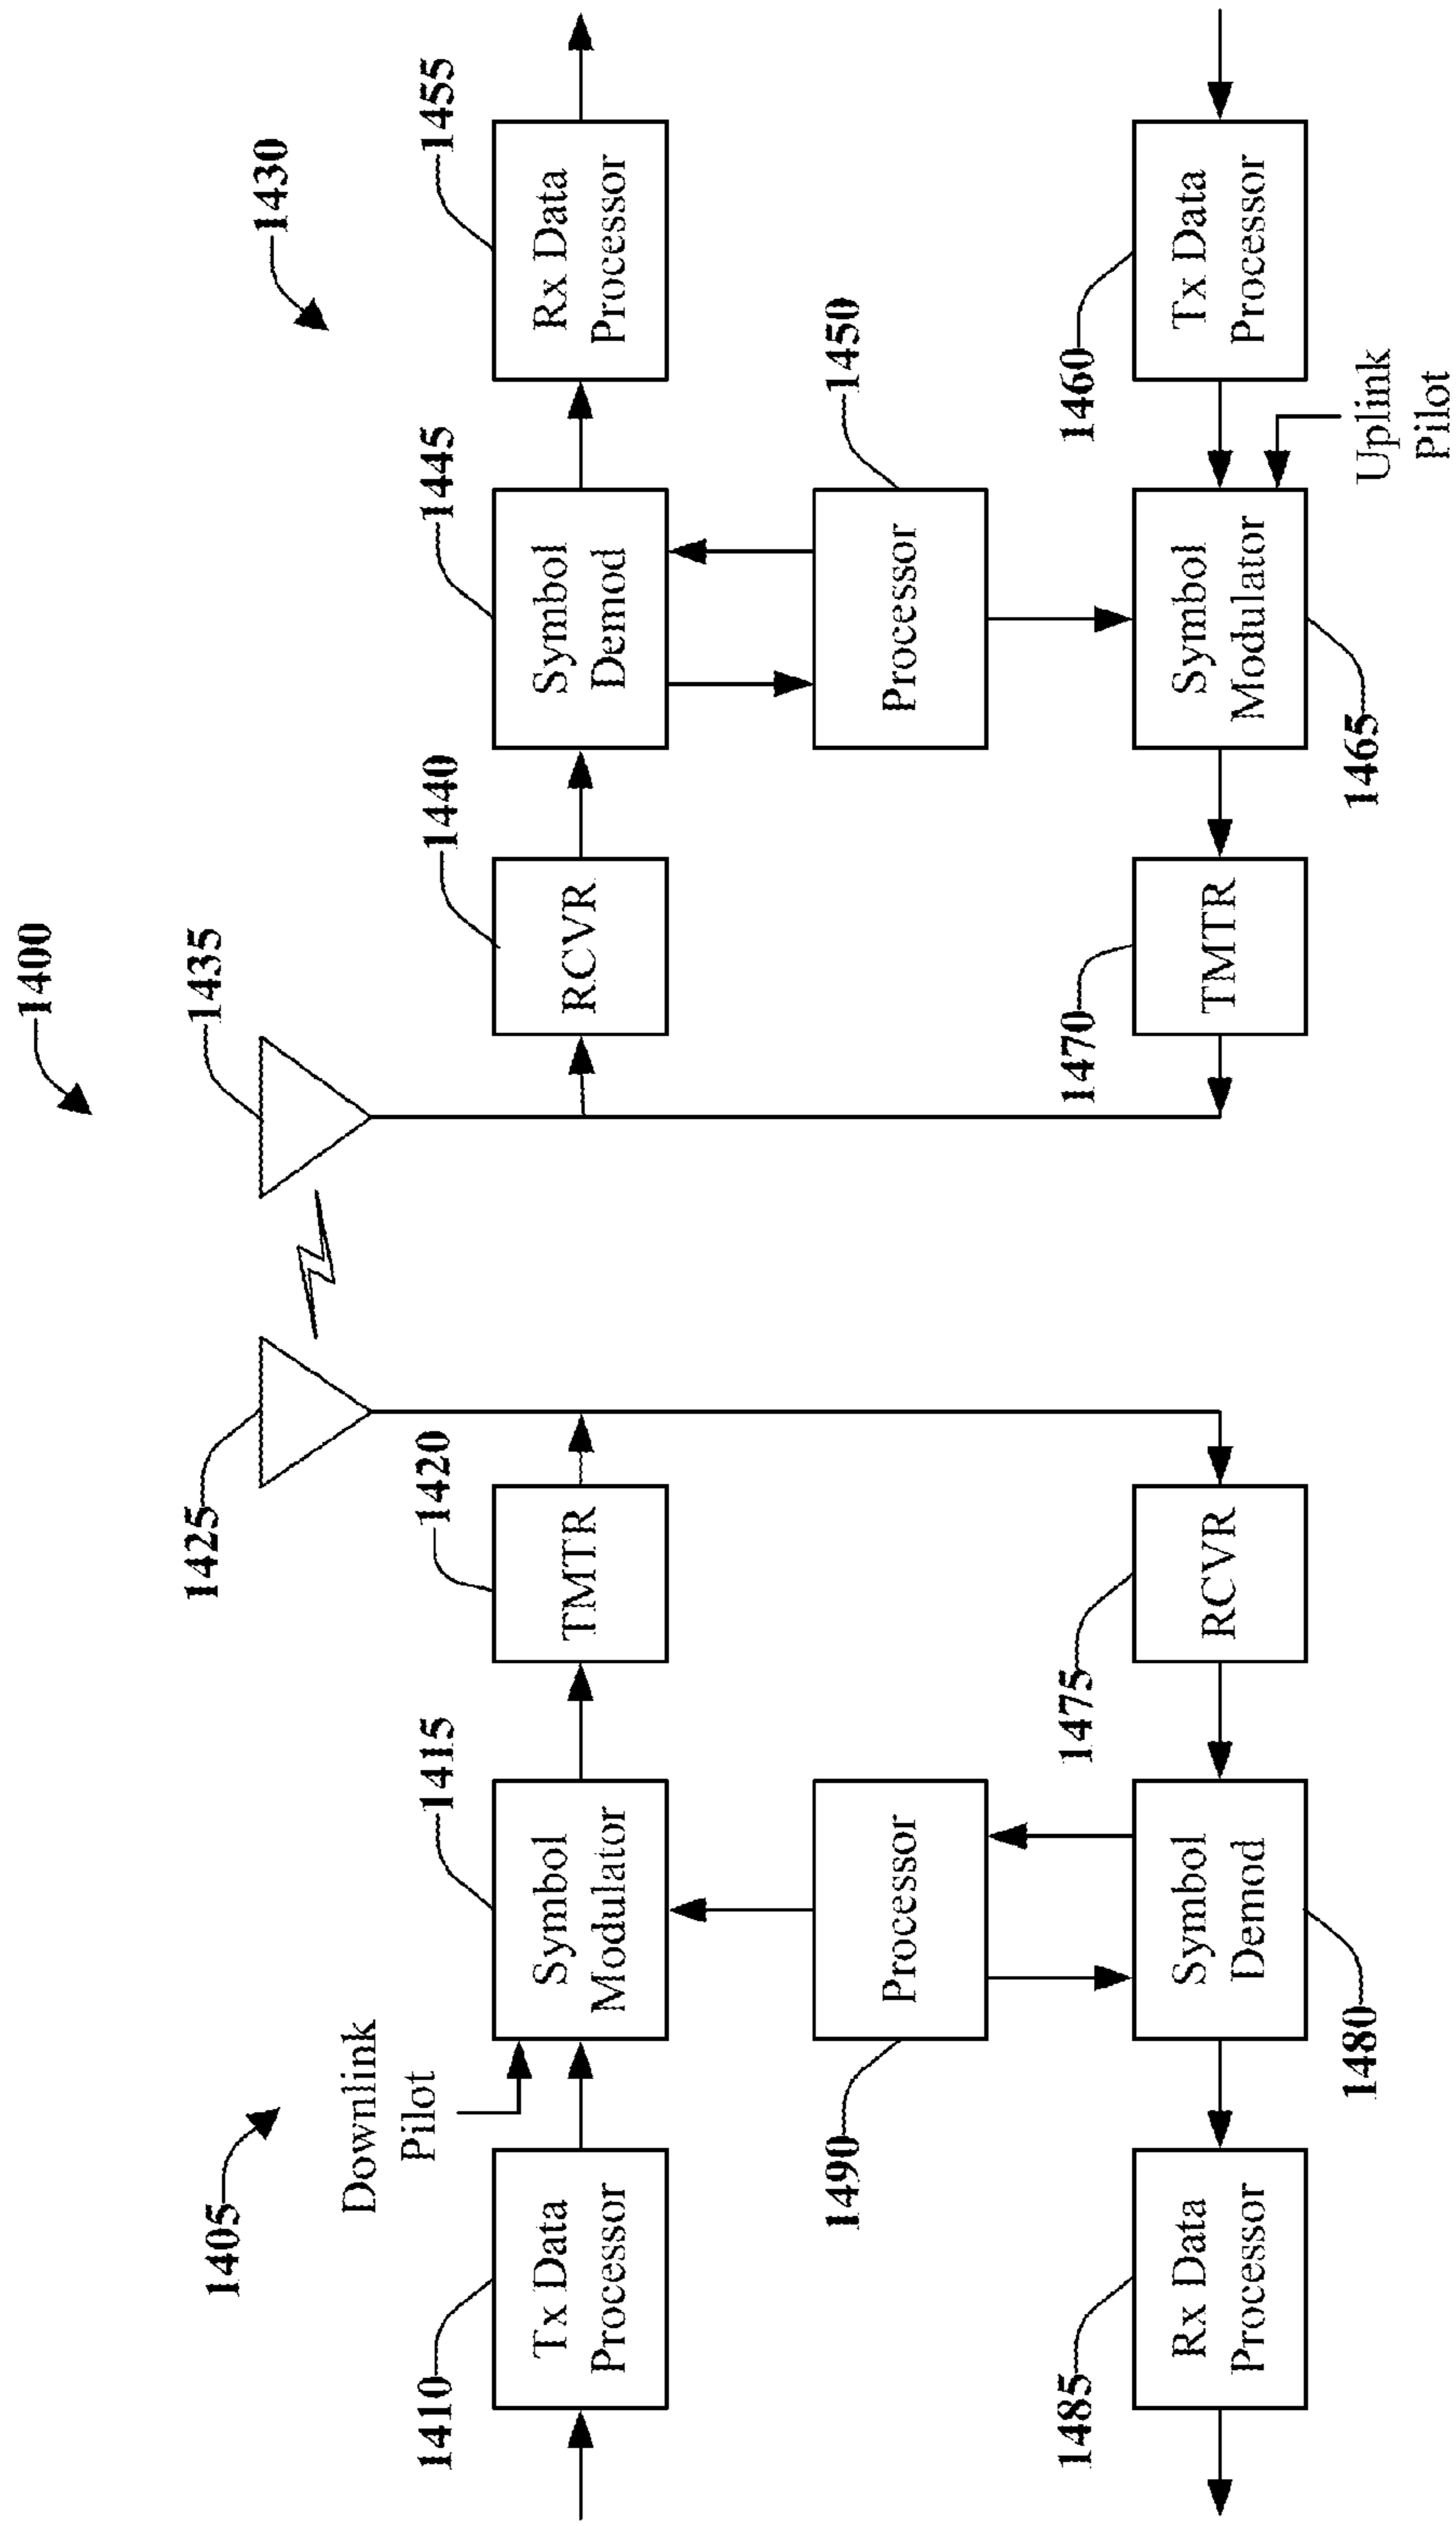 1400
1405
1425
1435
1430
Downlink
Pilot
1410
1415
1420
1440
1445
1455
Tx Data
Processor
Symbol
Modulator
TMTR
RCVR
Symbol
Demod
Rx Data
Processor
1490
Processor
Processor
1450
1485
Rx Data
Processor
1480
Symbol
Demod
1475
RCVR
1470
TMTR
1465
Symbol
Modulator
1460
Tx Data
Processor
Uplink
Pilot